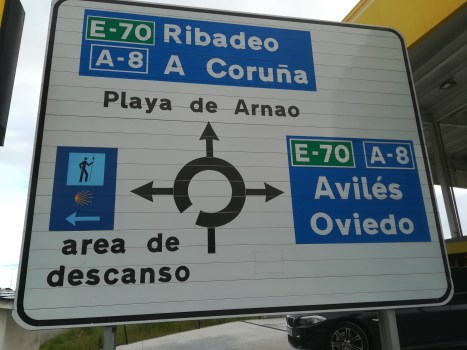 E-70 Ribadeo
A-8 A Coruña
Playa de Arnao
E-70 A-8
Avilés
Oviedo
area de
descanso